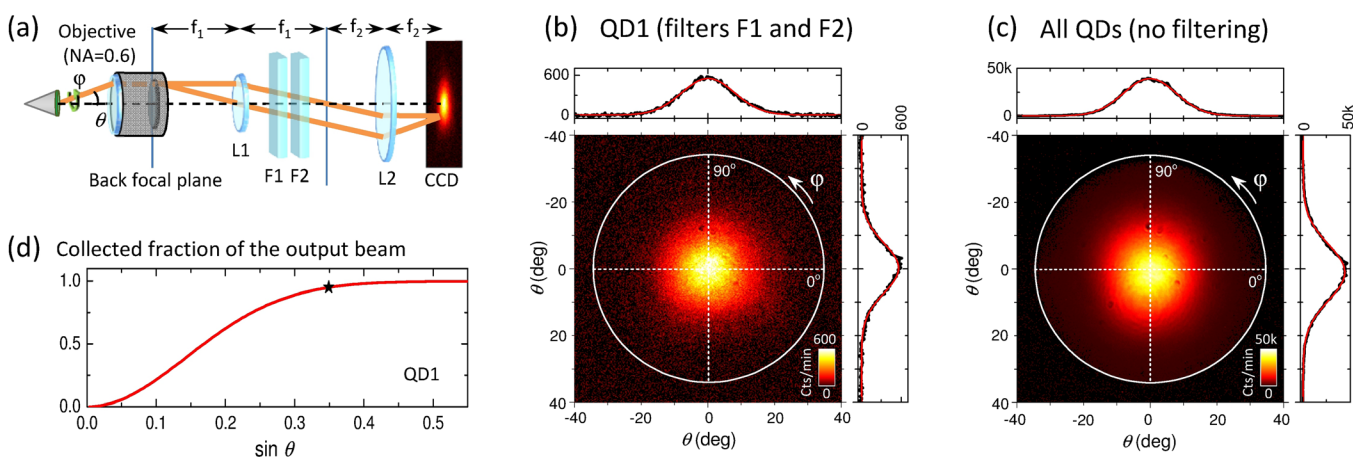 (a)
Objective
(NA=0.6)
f₁
f₁
f₂
f₂
φ
θ
L1
F1
F2
L2
CCD
Back focal plane
(b) QD1 (filters F1 and F2)
600
0
0
600
-40
-20
0
20
40
θ (deg)
90°
φ
0°
Cts/min
600
0
-40
-20
0
20
40
θ (deg)
(c) All QDs (no filtering)
50k
0
0
50k
-40
-20
0
20
40
θ (deg)
90°
φ
0°
Cts/min
50k
0
-40
-20
0
20
40
θ (deg)
(d) Collected fraction of the output beam
1.0
0.5
0.0
QD1
0.0
0.1
0.2
0.3
0.4
0.5
sin θ